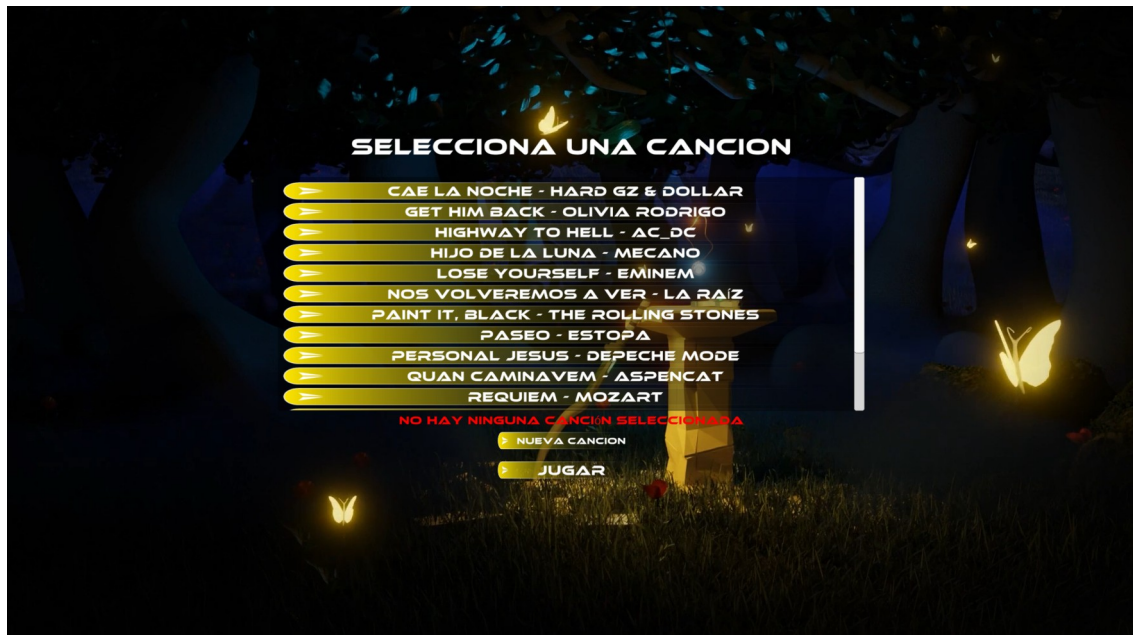 SELECCIONA UNA CANCION
CAE LA NOCHE - HARD GZ & DOLLAR
GET HIM BACK - OLIVIA RODRIGO
HIGHWAY TO HELL - AC_DC
HIJO DE LA LUNA - MECANO
LOSE YOURSELF - EMINEM
NOS VOLVEREMOS A VER - LA RAíZ
PAINT IT, BLACK - THE ROLLING STONES
PASEO - ESTOPA
PERSONAL JESUS - DEPECHE MODE
QUAN CAMINAVEM - ASPENCAT
REQUIEM - MOZART
NO HAY NINGUNA CANCIóN SELECCIONADA
NUEVA CANCION
JUGAR